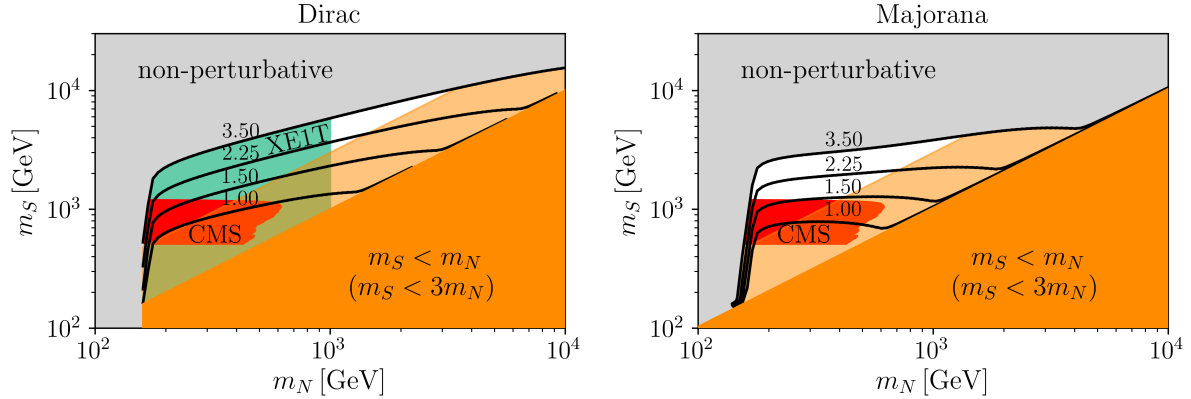 Dirac
non-perturbative
3.50
XE1T
2.25
1.50
1.00
CMS
m_S < m_N
(m_S < 3m_N)
10^4
10^3
10^2
m_S [GeV]
10^2 10^3 10^4
m_N [GeV]
Majorana
non-perturbative
3.50
2.25
1.50
1.00
CMS
m_S < m_N
(m_S < 3m_N)
10^4
10^3
10^2
m_S [GeV]
10^2 10^3 10^4
m_N [GeV]